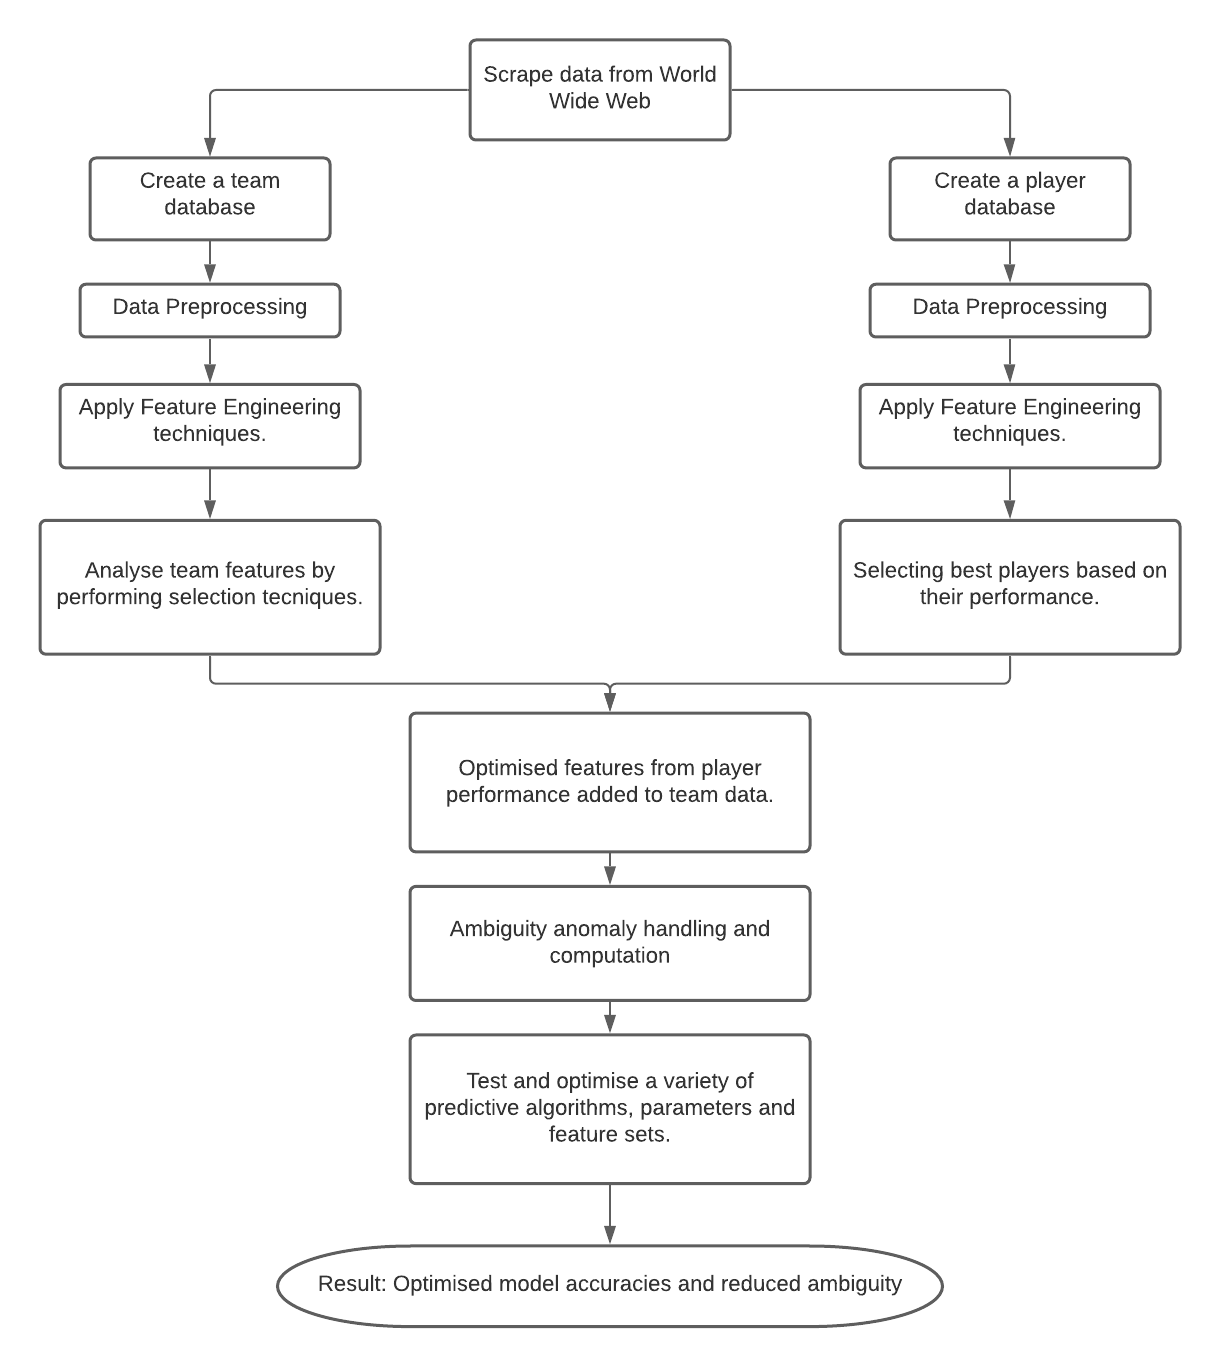 Scrape data from World
Wide Web
Create a team
database
Create a player
database
Data Preprocessing
Data Preprocessing
Apply Feature Engineering
techniques.
Apply Feature Engineering
techniques.
Analyse team features by
performing selection tecniques.
Selecting best players based on
their performance.
Optimised features from player
performance added to team data.
Ambiguity anomaly handling and
computation
Test and optimise a variety of
predictive algorithms, parameters and
feature sets.
Result: Optimised model accuracies and reduced ambiguity